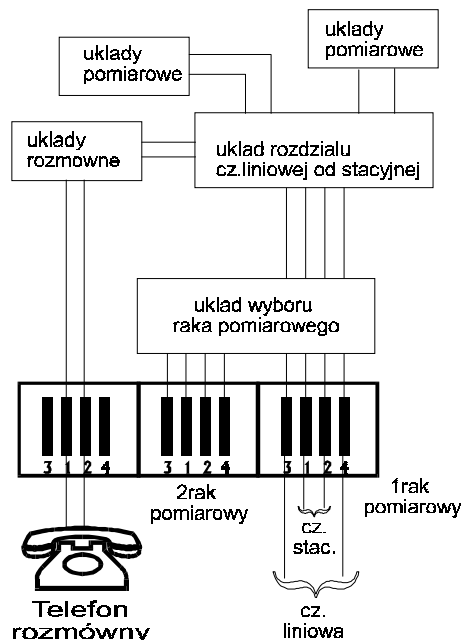 uklady
pomiarowe
uklady
pomiarowe
uklady
rozmowne
uklad rozdzialu
cz.liniowej od stacyjnej
uklad wyboru
raka pomiarowego
3 1 2 4
3 1 2 4
3 1 2 4
2rak
pomiarowy
1rak
pomiarowy
cz.
stac.
Telefon
rozmówny
cz.
liniowa